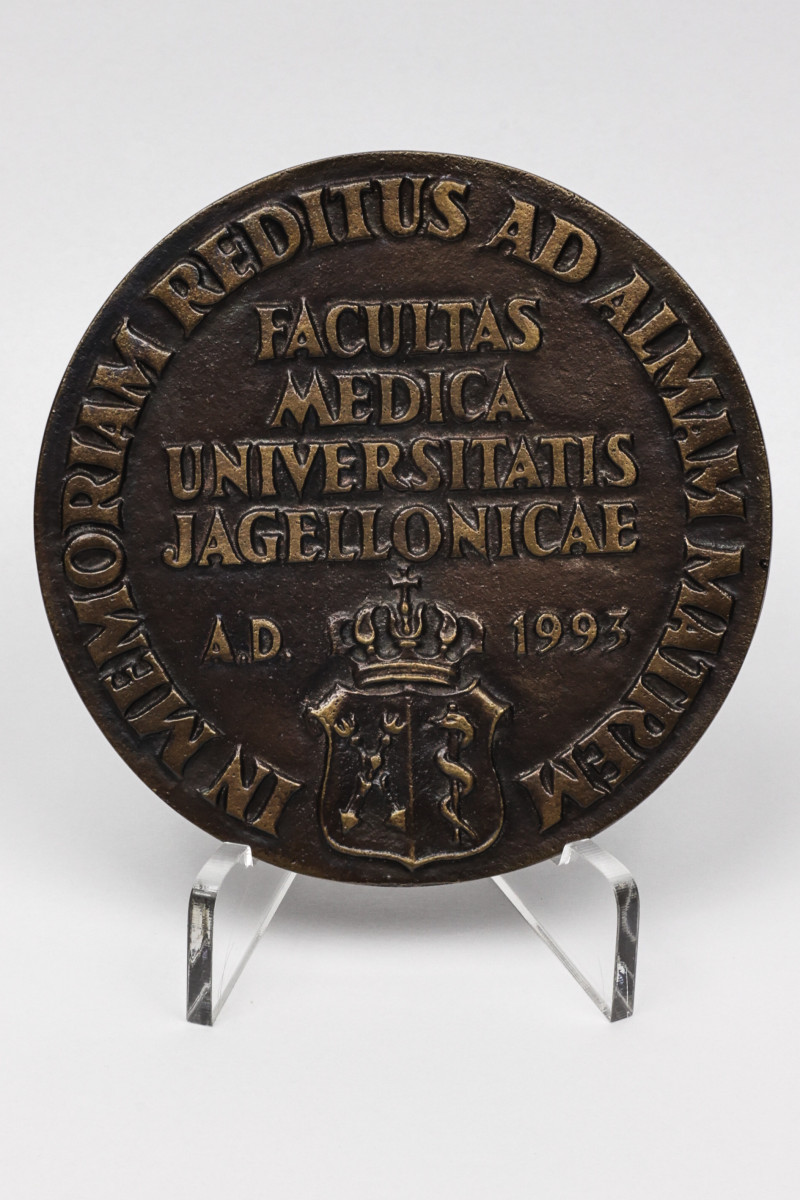 IN MEMORIAM REDITUS AD ALMAM MATREM
FACULTAS
MEDICA
UNIVERSITATIS
JAGELLONICAE
A.D. 1993